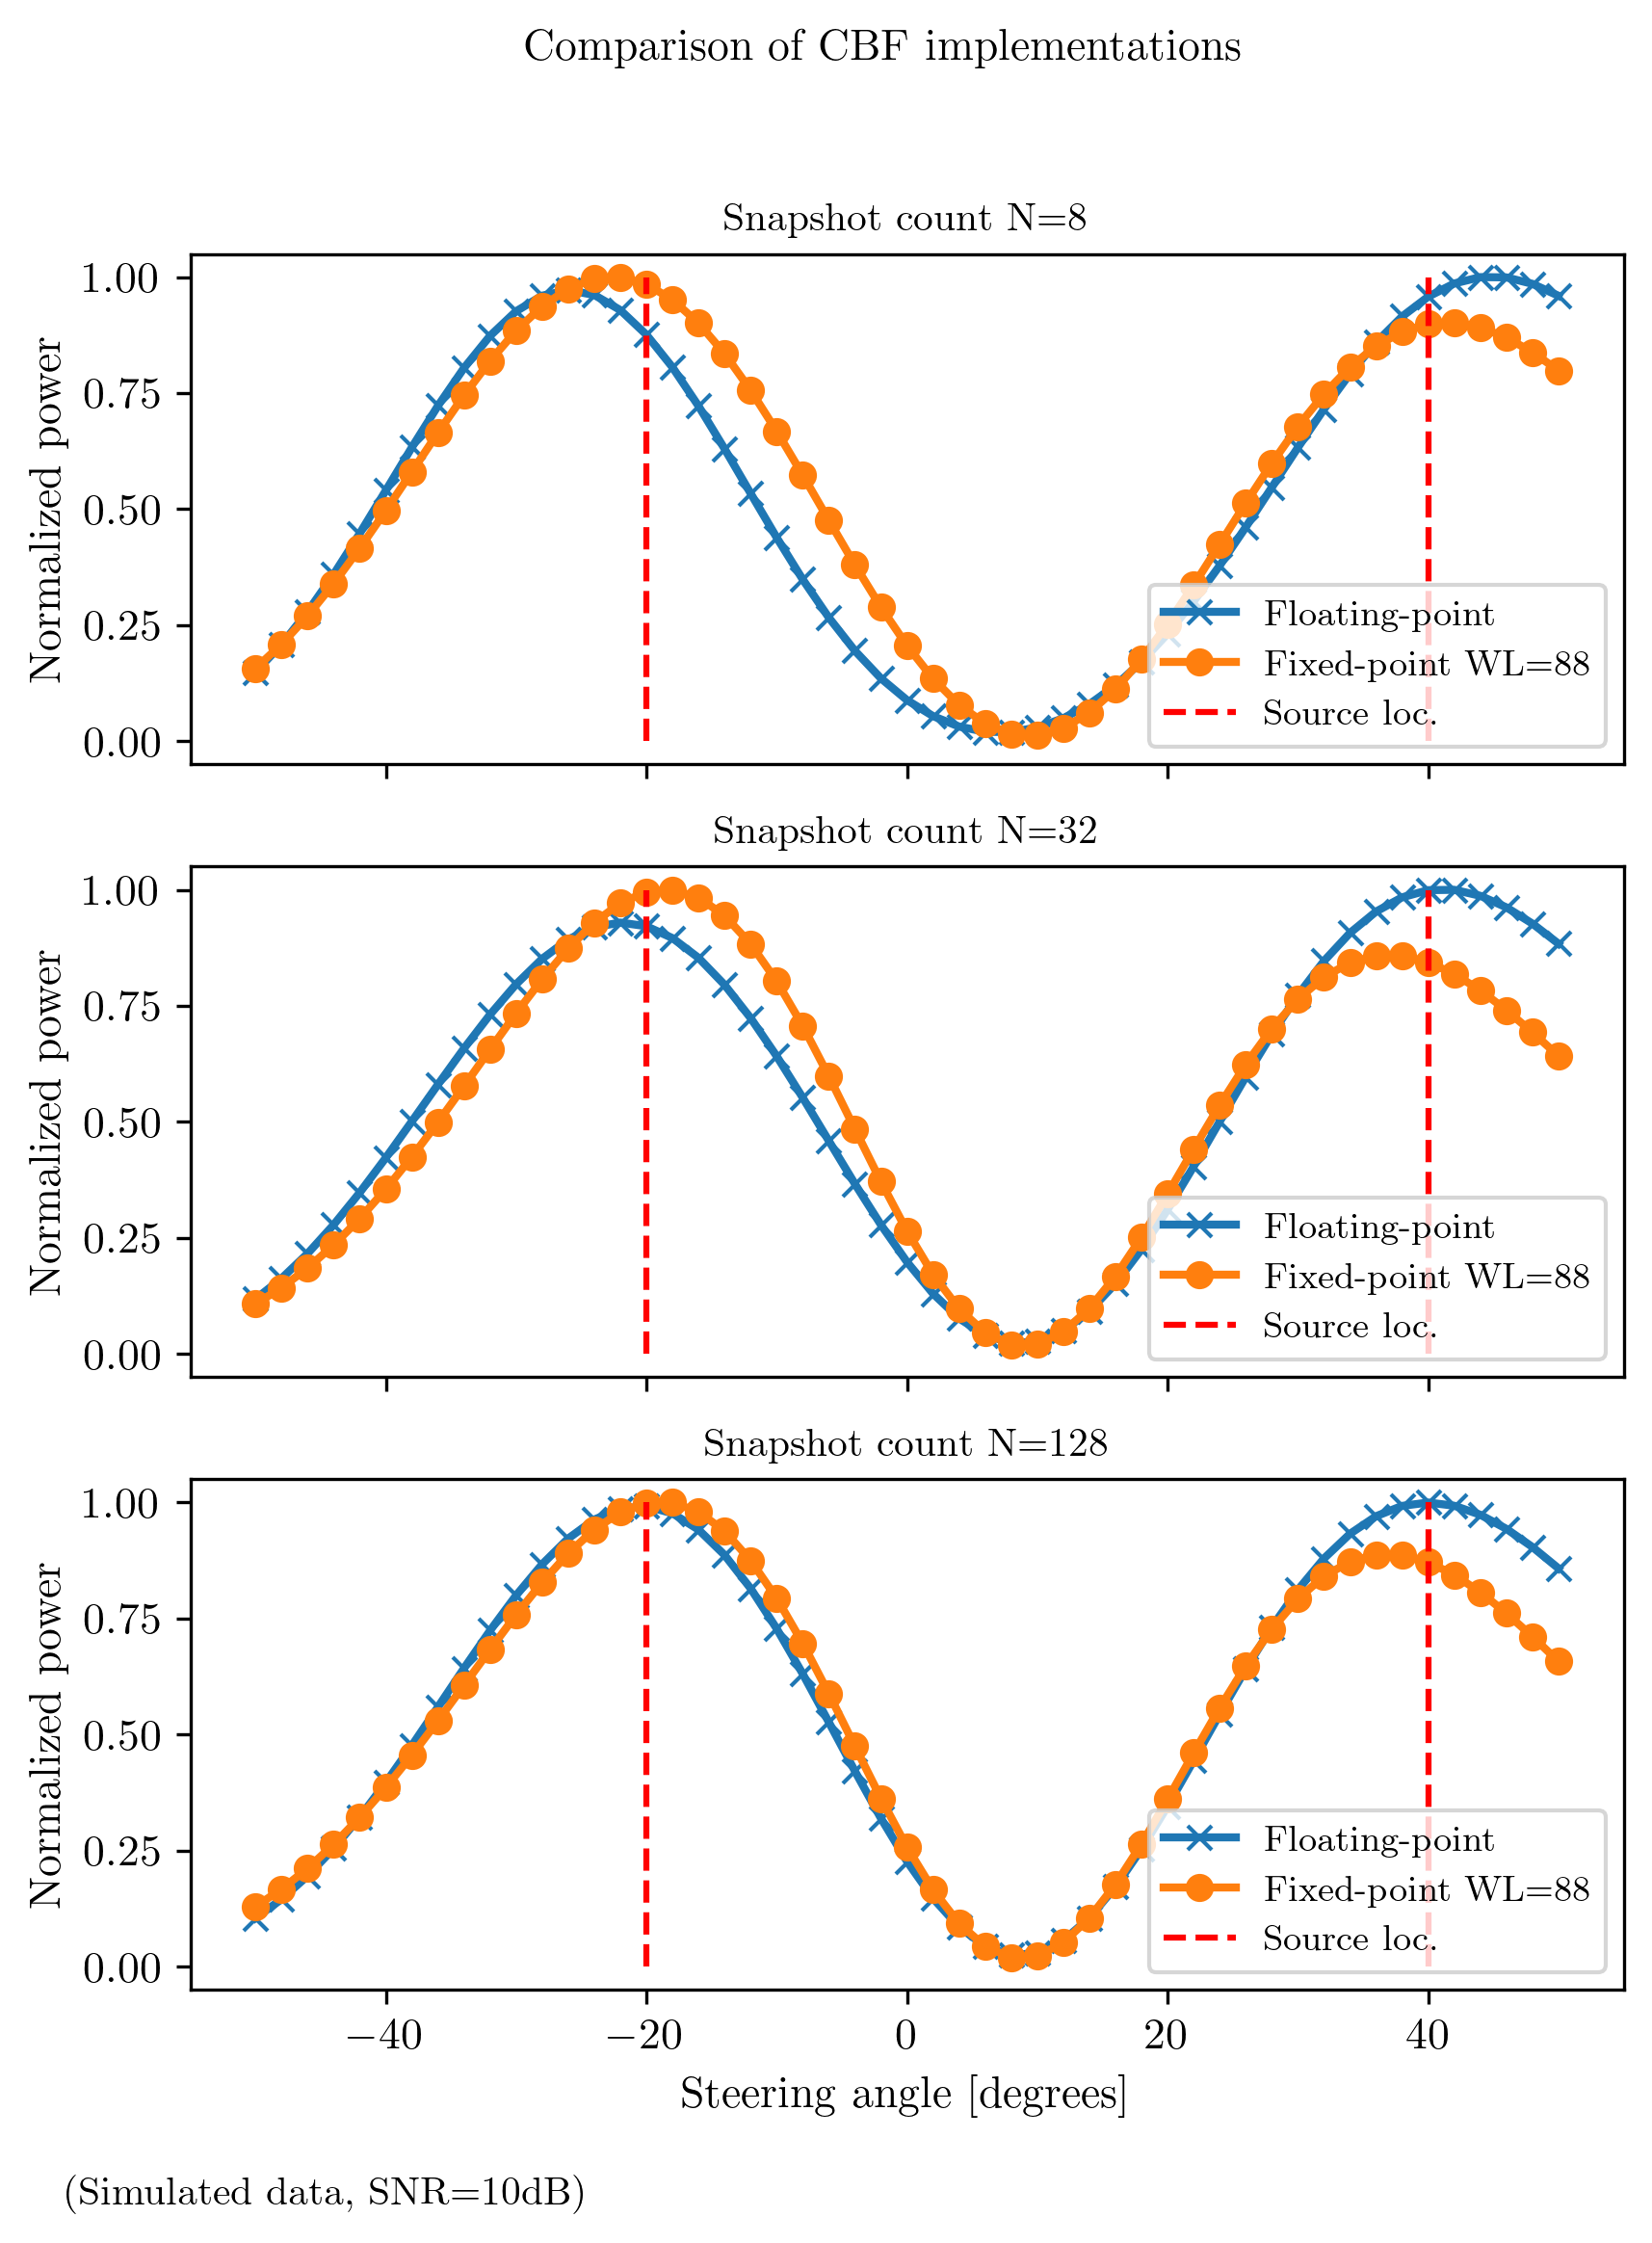 Comparison of CBF implementations
Snapshot count N=8
Normalized power
1.00
0.75
0.50
0.25
0.00
Floating-point
Fixed-point WL=88
Source loc.
Snapshot count N=32
Normalized power
1.00
0.75
0.50
0.25
0.00
Floating-point
Fixed-point WL=88
Source loc.
Snapshot count N=128
Normalized power
1.00
0.75
0.50
0.25
0.00
Floating-point
Fixed-point WL=88
Source loc.
−40 −20 0 20 40
Steering angle [degrees]
(Simulated data, SNR=10dB)